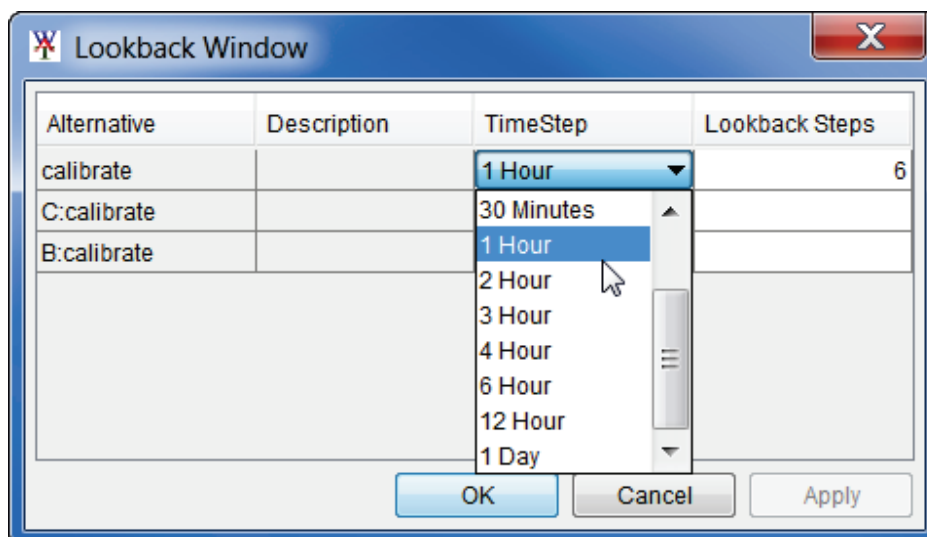 Lookback Window
Alternative Description TimeStep Lookback Steps
calibrate 1 Hour 6
C:calibrate 30 Minutes
B:calibrate 1 Hour
2 Hour
3 Hour
4 Hour
6 Hour
12 Hour
1 Day
OK Cancel Apply